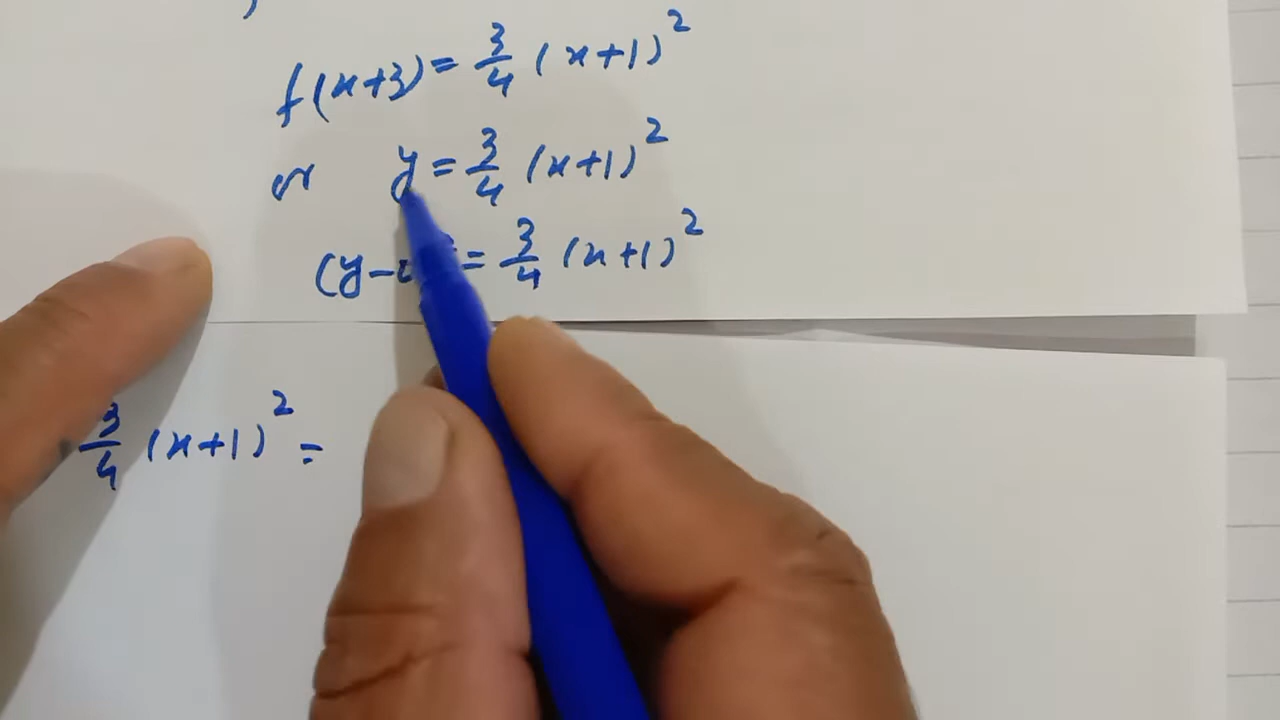 f(x+3) = 3/4 (x+1)²
or y = 3/4 (x+1)²
(y- = 3/4 (x+1)²
3/4 (x+1)² =